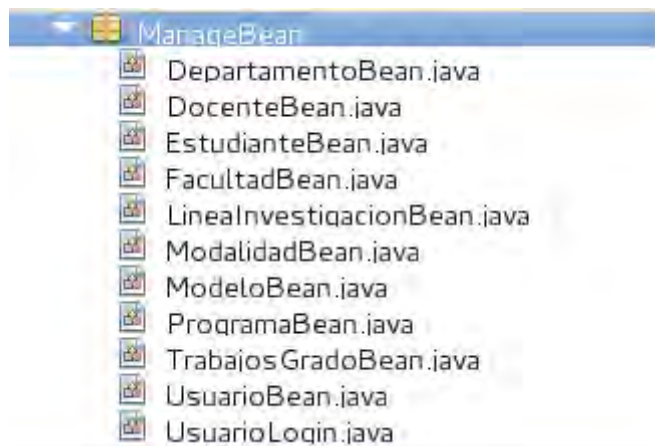 ManageBean
DepartamentoBean.java
DocenteBean.java
EstudianteBean.java
FacultadBean.java
LineaInvestigacionBean.java
ModalidadBean.java
ModeloBean.java
ProgramaBean.java
TrabajosGradoBean.java
UsuarioBean.java
UsuarioLogin.java